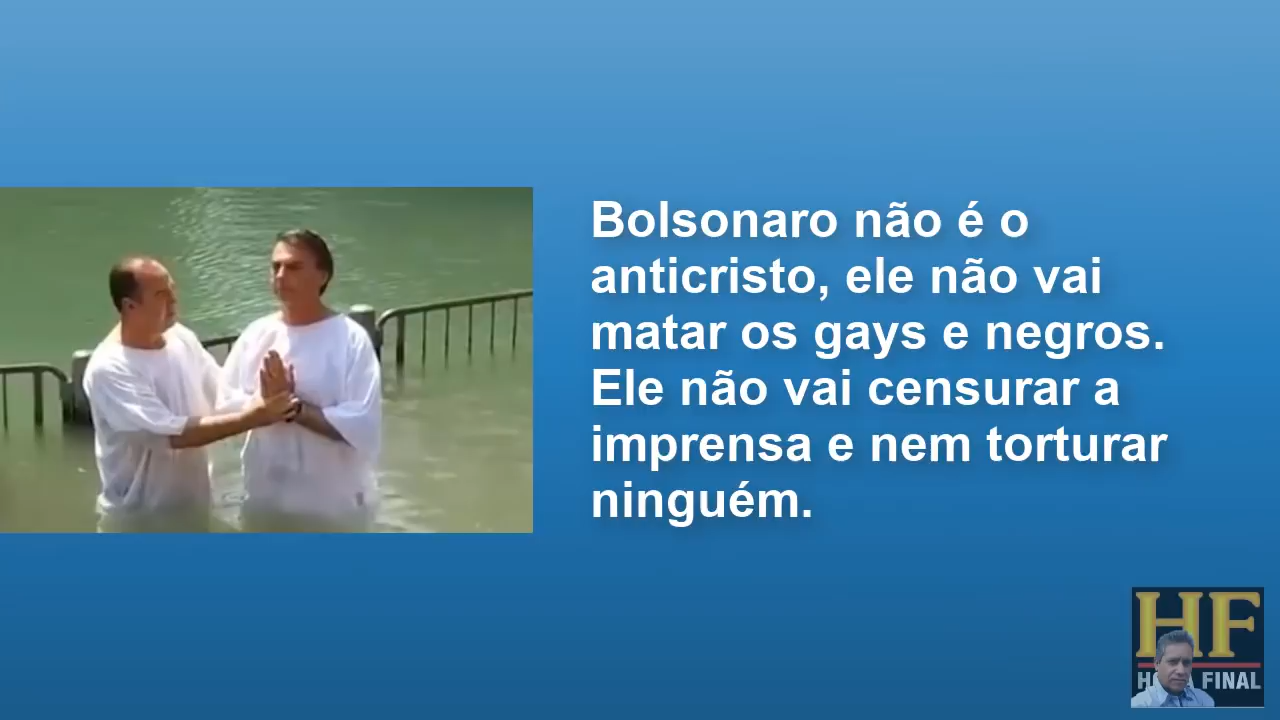 Bolsonaro não é o
anticristo, ele não vai
matar os gays e negros.
Ele não vai censurar a
imprensa e nem torturar
ninguém.
HF
FINAL